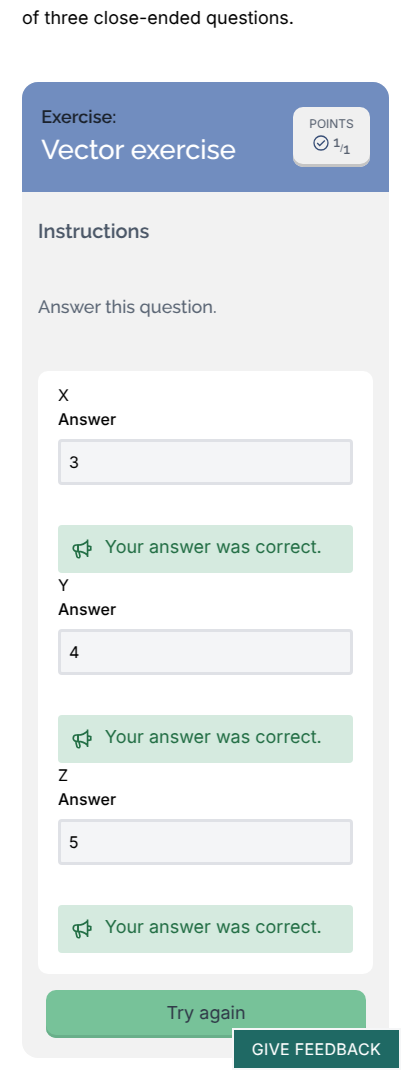 of three close-ended questions.
Exercise:
Vector exercise
POINTS
1/1
Instructions
Answer this question.
X
Answer
3
Your answer was correct.
Y
Answer
4
Your answer was correct.
Z
Answer
5
Your answer was correct.
Try again
GIVE FEEDBACK